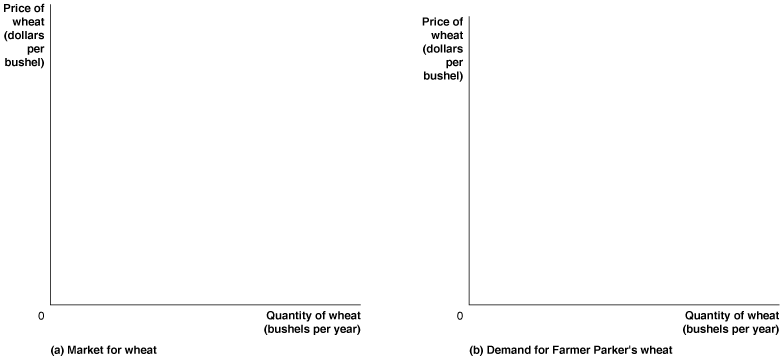 Price of
wheat
(dollars
per
bushel)
0
Quantity of wheat
(bushels per year)
(a) Market for wheat
Price of
wheat
(dollars
per
bushel)
0
Quantity of wheat
(bushels per year)
(b) Demand for Farmer Parker's wheat